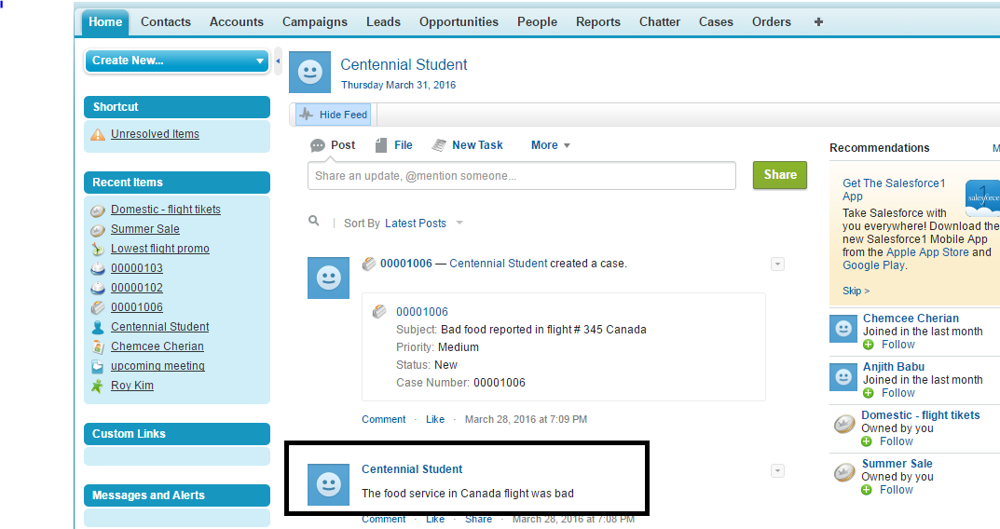 Home Contacts Accounts Campaigns Leads Opportunities People Reports Chatter Cases Orders +
Create New...
Shortcut
Unresolved Items
Recent Items
Domestic - flight tikets
Summer Sale
Lowest flight promo
00000103
00000102
00001006
Centennial Student
Chemcee Cherian
upcoming meeting
Roy Kim
Custom Links
Messages and Alerts
Centennial Student
Thursday March 31, 2016
Hide Feed
Post File New Task More
Share an update, @mention someone...
Share
Sort By Latest Posts
00001006 — Centennial Student created a case.
00001006
Subject: Bad food reported in flight # 345 Canada
Priority: Medium
Status: New
Case Number: 00001006
Comment · Like · March 28, 2016 at 7:09 PM
Centennial Student
The food service in Canada flight was bad
Comment · Like · Share · March 28, 2016 at 7:08 PM
Recommendations
Get The Salesforce1
App
salesforce
Take Salesforce with
you everywhere! Download the
new Salesforce1 Mobile App
from the Apple App Store and
Google Play.
Skip >
Chemcee Cherian
Joined in the last month
Follow
Anjith Babu
Joined in the last month
Follow
Domestic - flight tikets
Owned by you
Follow
Summer Sale
Owned by you
Follow